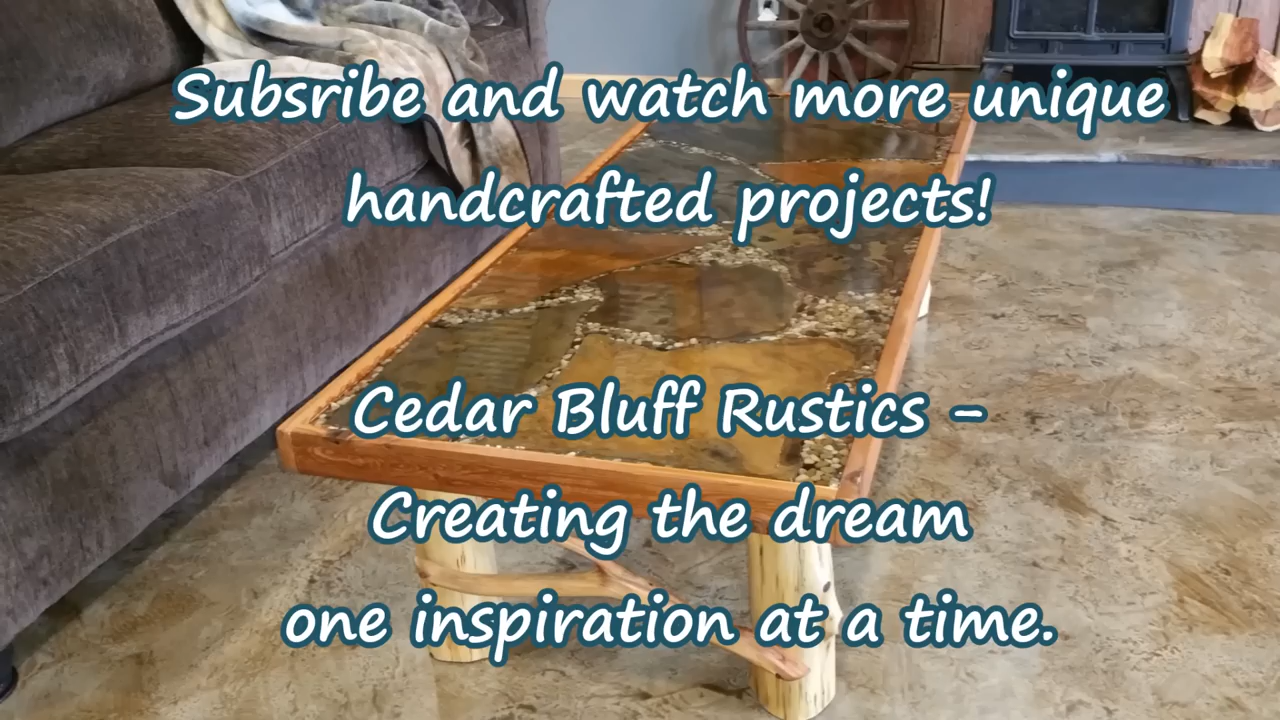 Subsribe and watch more unique
handcrafted projects!
Cedar Bluff Rustics -
Creating the dream
one inspiration at a time.